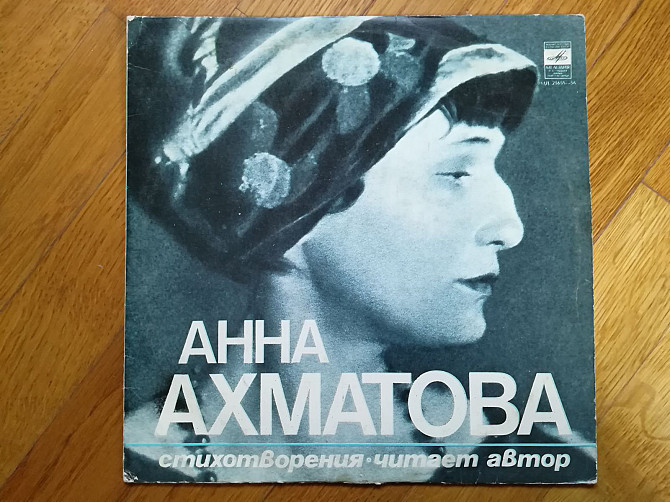 АННА
АХМАТОВА
стихотворения • читает автор